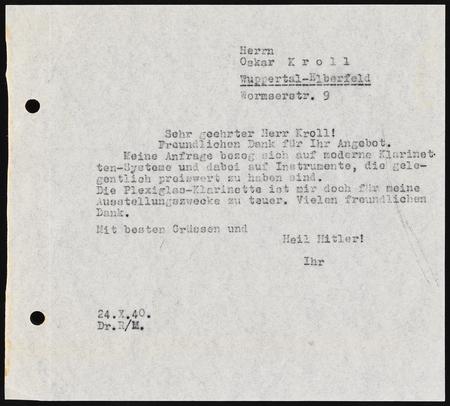 Herrn
Oskar K r o l l
Wuppertal-Elberfeld
Wormserstr. 9
Sehr geehrter Herr Kroll!
Freundlichen Dank für Ihr Angebot.
Meine Anfrage bezog sich auf moderne Klarinet
ten-Systeme und dabei auf Instrumente, die gele-
gentlich preiswert zu haben sind.
Die Plexiglas-Klarinette ist mir doch für meine
Ausstellungszwecke zu teuer. Vielen freundlichen
Dank.
Mit besten Grüssen und
Heil Hitler!
Ihr
24.X.40.
Dr.R/M.